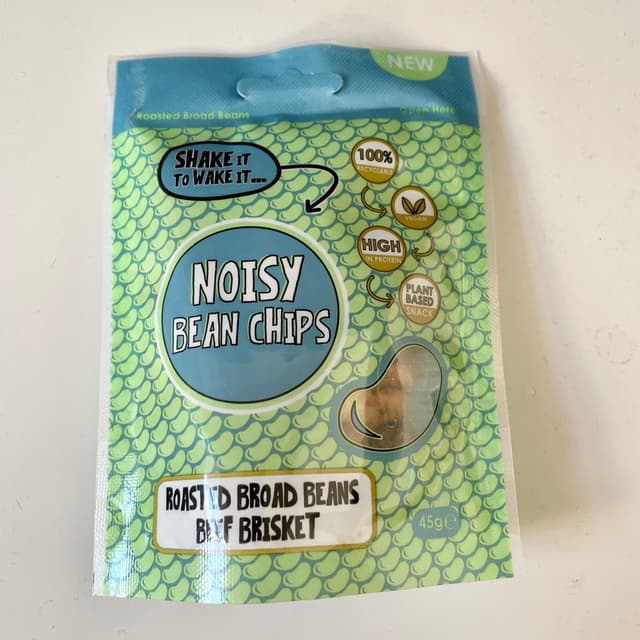 NEW
Roasted Broad Beans
Open Here
SHAKE IT
TO WAKE IT...
100%
RECYCLABLE
VEGAN
HIGH
IN PROTEIN
PLANT
BASED
SNACK
NOISY
BEAN CHIPS
ROASTED BROAD BEANS
BEEF BRISKET
45g℮